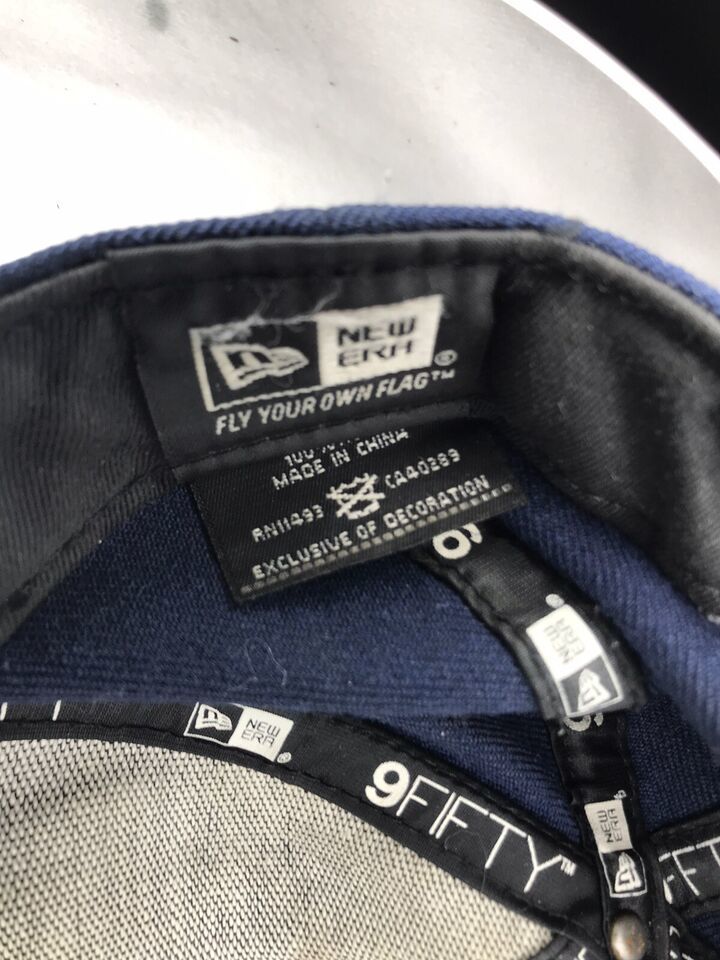 NEW
ERA®
FLY YOUR OWN FLAG™
MADE IN CHINA
RN11493 CA40289
EXCLUSIVE OF DECORATION
NEW
ERA
NEW
ERA®
9FIFTY™
NEW
ERA